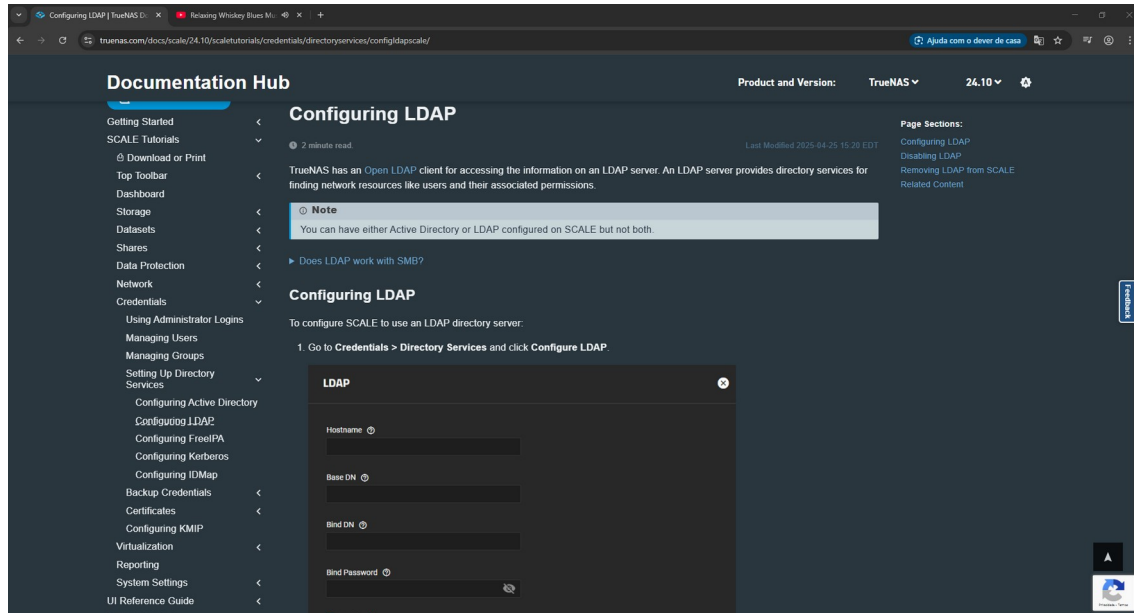 Configuring LDAP | TrueNAS D
Relaxing Whiskey Blues Mu
truenas.com/docs/scale/24.10/scaletutorials/credentials/directoryservices/configldapscale/
Ajuda com o dever de casa
Documentation Hub
Product and Version:
TrueNAS
24.10
Getting Started
SCALE Tutorials
Download or Print
Top Toolbar
Dashboard
Storage
Datasets
Shares
Data Protection
Network
Credentials
Using Administrator Logins
Managing Users
Managing Groups
Setting Up Directory
Services
Configuring Active Directory
Configuring LDAP
Configuring FreeIPA
Configuring Kerberos
Configuring IDMap
Backup Credentials
Certificates
Configuring KMIP
Virtualization
Reporting
System Settings
UI Reference Guide
Configuring LDAP
2 minute read.
Last Modified 2025-04-25 15:20 EDT
TrueNAS has an Open LDAP client for accessing the information on an LDAP server. An LDAP server provides directory services for
finding network resources like users and their associated permissions.
Note
You can have either Active Directory or LDAP configured on SCALE but not both.
Does LDAP work with SMB?
Configuring LDAP
To configure SCALE to use an LDAP directory server:
1. Go to Credentials > Directory Services and click Configure LDAP.
LDAP
Hostname
Base DN
Bind DN
Bind Password
Page Sections:
Configuring LDAP
Disabling LDAP
Removing LDAP from SCALE
Related Content
Feedback